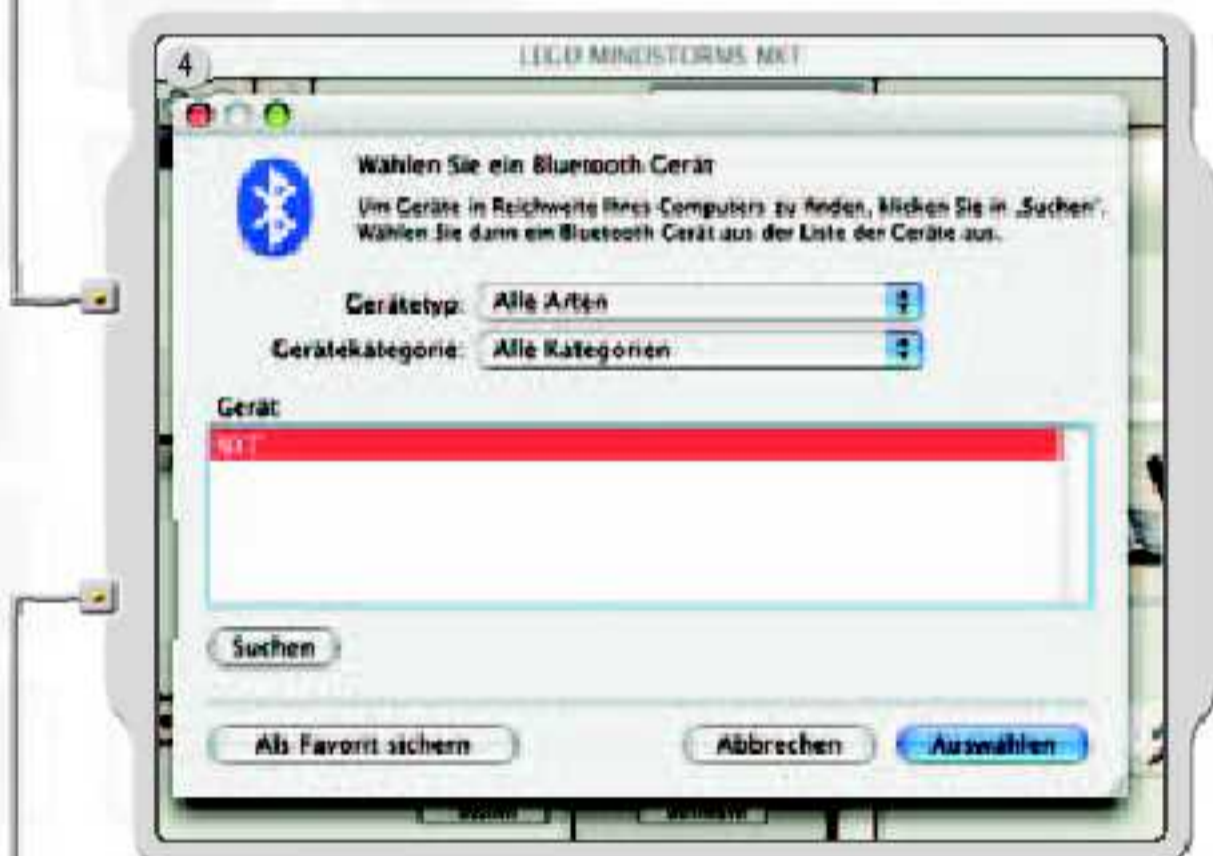 4
LEGO MINDSTORMS NXT
Wählen Sie ein Bluetooth Gerät
Um Geräte in Reichweite Ihres Computers zu finden, klicken Sie in „Suchen“.
Wählen Sie dann ein Bluetooth Gerät aus der Liste der Geräte aus.
Gerätetyp: Alle Arten
Gerätekategorie: Alle Kategorien
Gerät
NXT
Suchen
Als Favorit sichern Abbrechen Auswählen